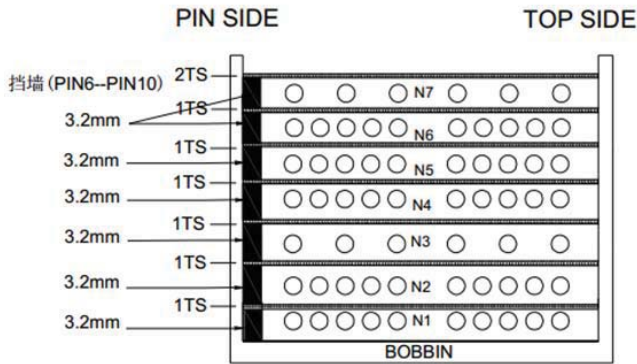 PIN SIDE TOP SIDE
2TS
挡墙(PIN6--PIN10) N7
1TS
3.2mm N6
1TS
3.2mm N5
1TS
3.2mm N4
1TS
3.2mm N3
1TS
3.2mm N2
1TS
3.2mm N1
BOBBIN